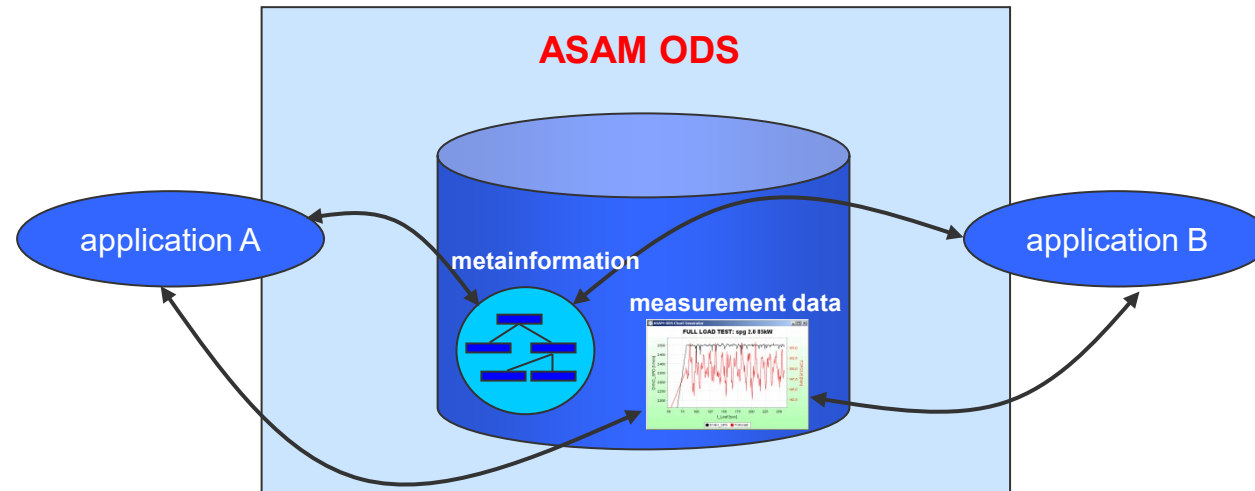 ASAM ODS
application A
application B
metainformation
measurement data
FULL LOAD TEST: spg 2.0 85kW